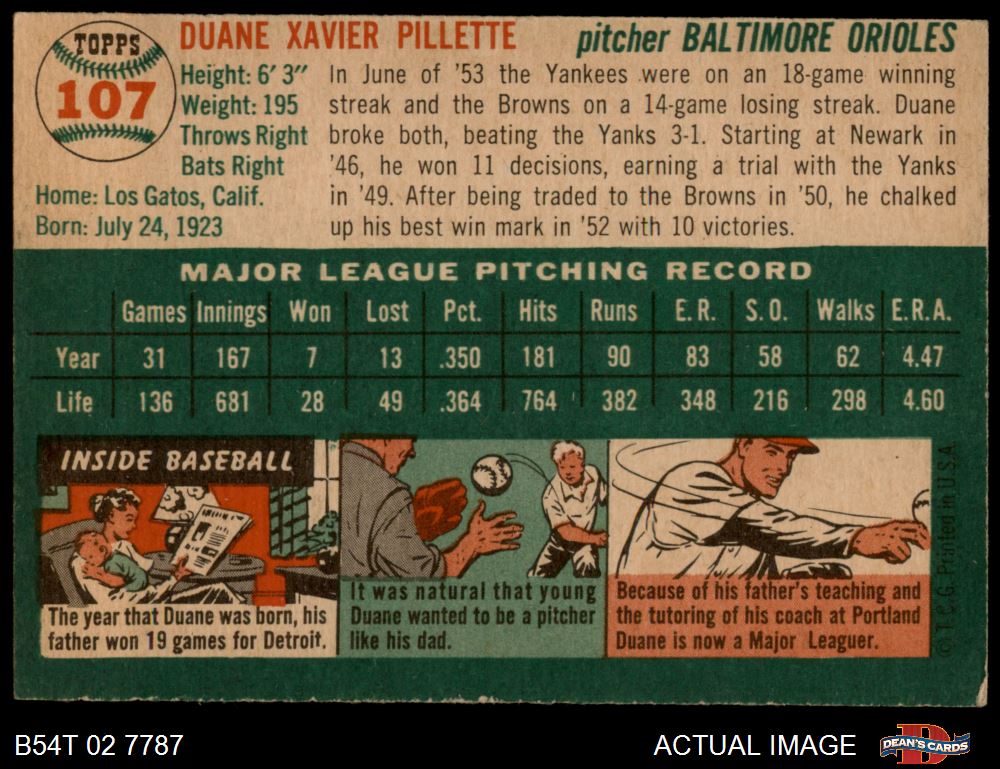 TOPPS
107
DUANE XAVIER PILLETTE
pitcher BALTIMORE ORIOLES
Height: 6' 3"
Weight: 195
Throws Right
Bats Right
Home: Los Gatos, Calif.
Born: July 24, 1923
In June of '53 the Yankees were on an 18-game winning
streak and the Browns on a 14-game losing streak. Duane
broke both, beating the Yanks 3-1. Starting at Newark in
'46, he won 11 decisions, earning a trial with the Yanks
in '49. After being traded to the Browns in '50, he chalked
up his best win mark in '52 with 10 victories.
MAJOR LEAGUE PITCHING RECORD
Games Innings Won Lost Pct. Hits Runs E.R. S.O. Walks E.R.A.
Year 31 167 7 13 .350 181 90 83 58 62 4.47
Life 136 681 28 49 .364 764 382 348 216 298 4.60
INSIDE BASEBALL
The year that Duane was born, his
father won 19 games for Detroit.
It was natural that young
Duane wanted to be a pitcher
like his dad.
Because of his father's teaching and
the tutoring of his coach at Portland
Duane is now a Major Leaguer.
© T.C.G. Printed in U.S.A.
B54T 02 7787
ACTUAL IMAGE
DEAN'S CARDS